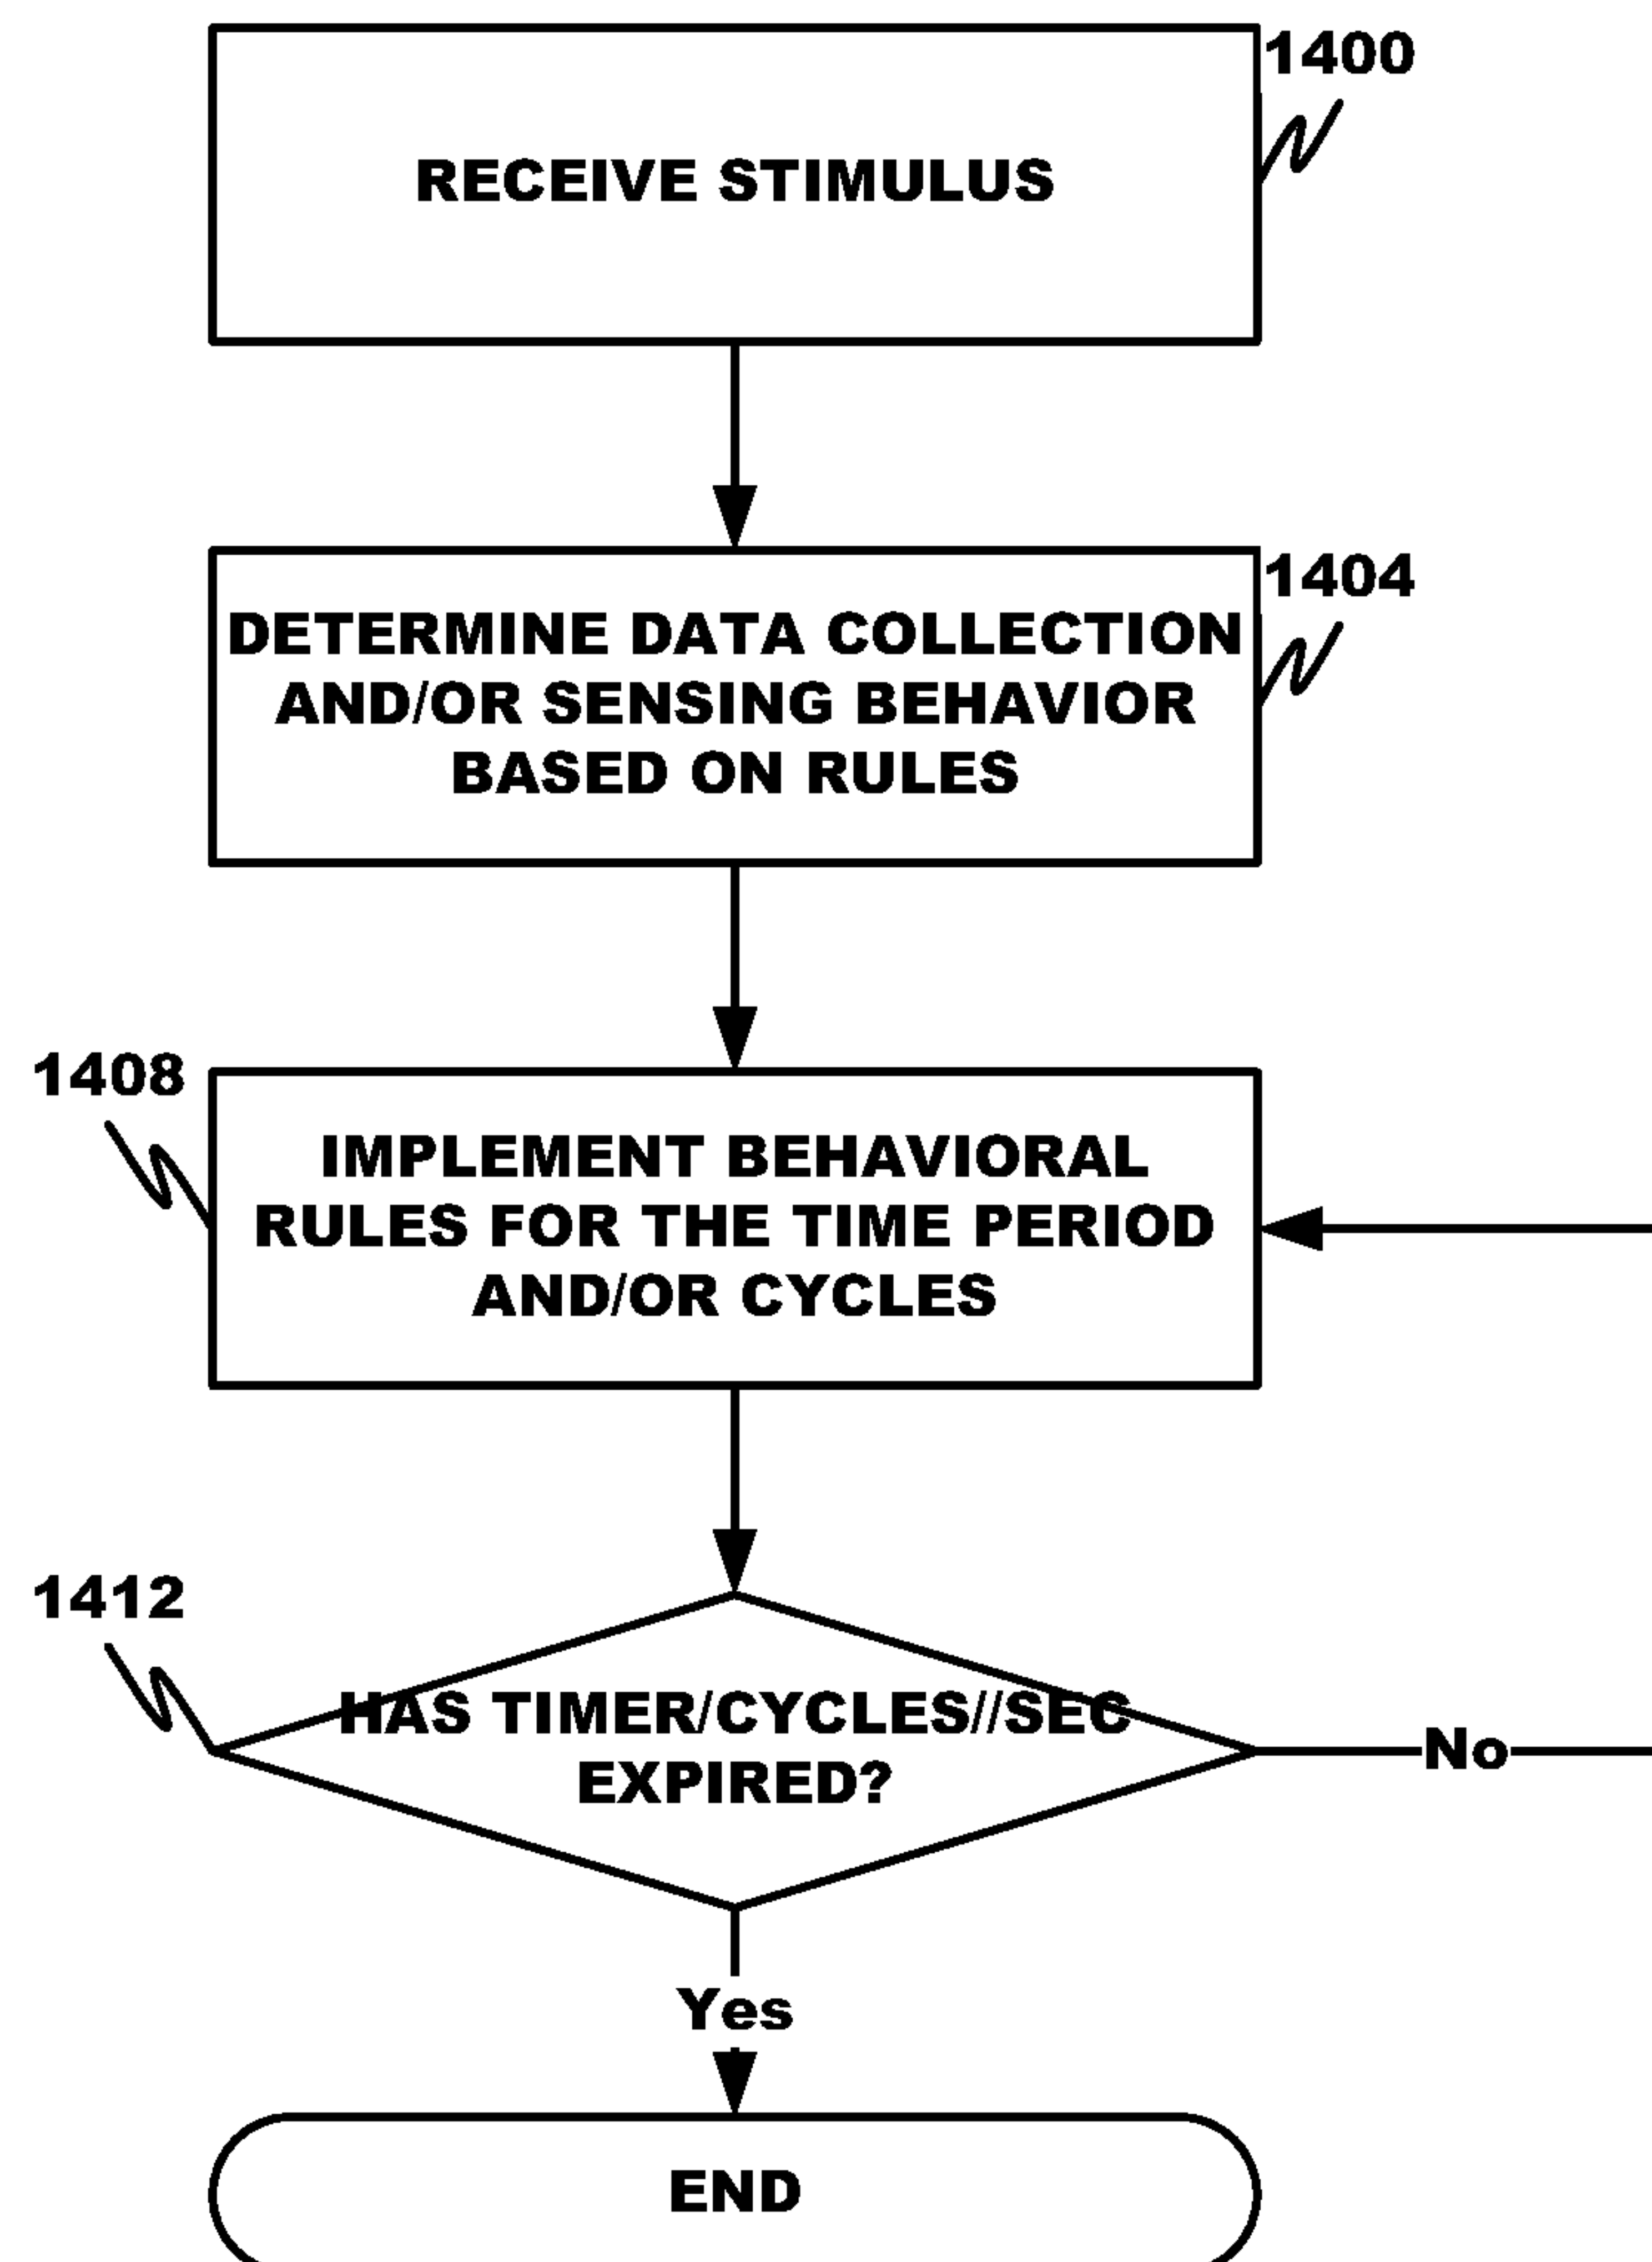 1400
RECEIVE STIMULUS
1404
DETERMINE DATA COLLECTION
AND/OR SENSING BEHAVIOR
BASED ON RULES
1408
IMPLEMENT BEHAVIORAL
RULES FOR THE TIME PERIOD
AND/OR CYCLES
1412
HAS TIMER/CYCLES//SEC
EXPIRED?
No
Yes
END